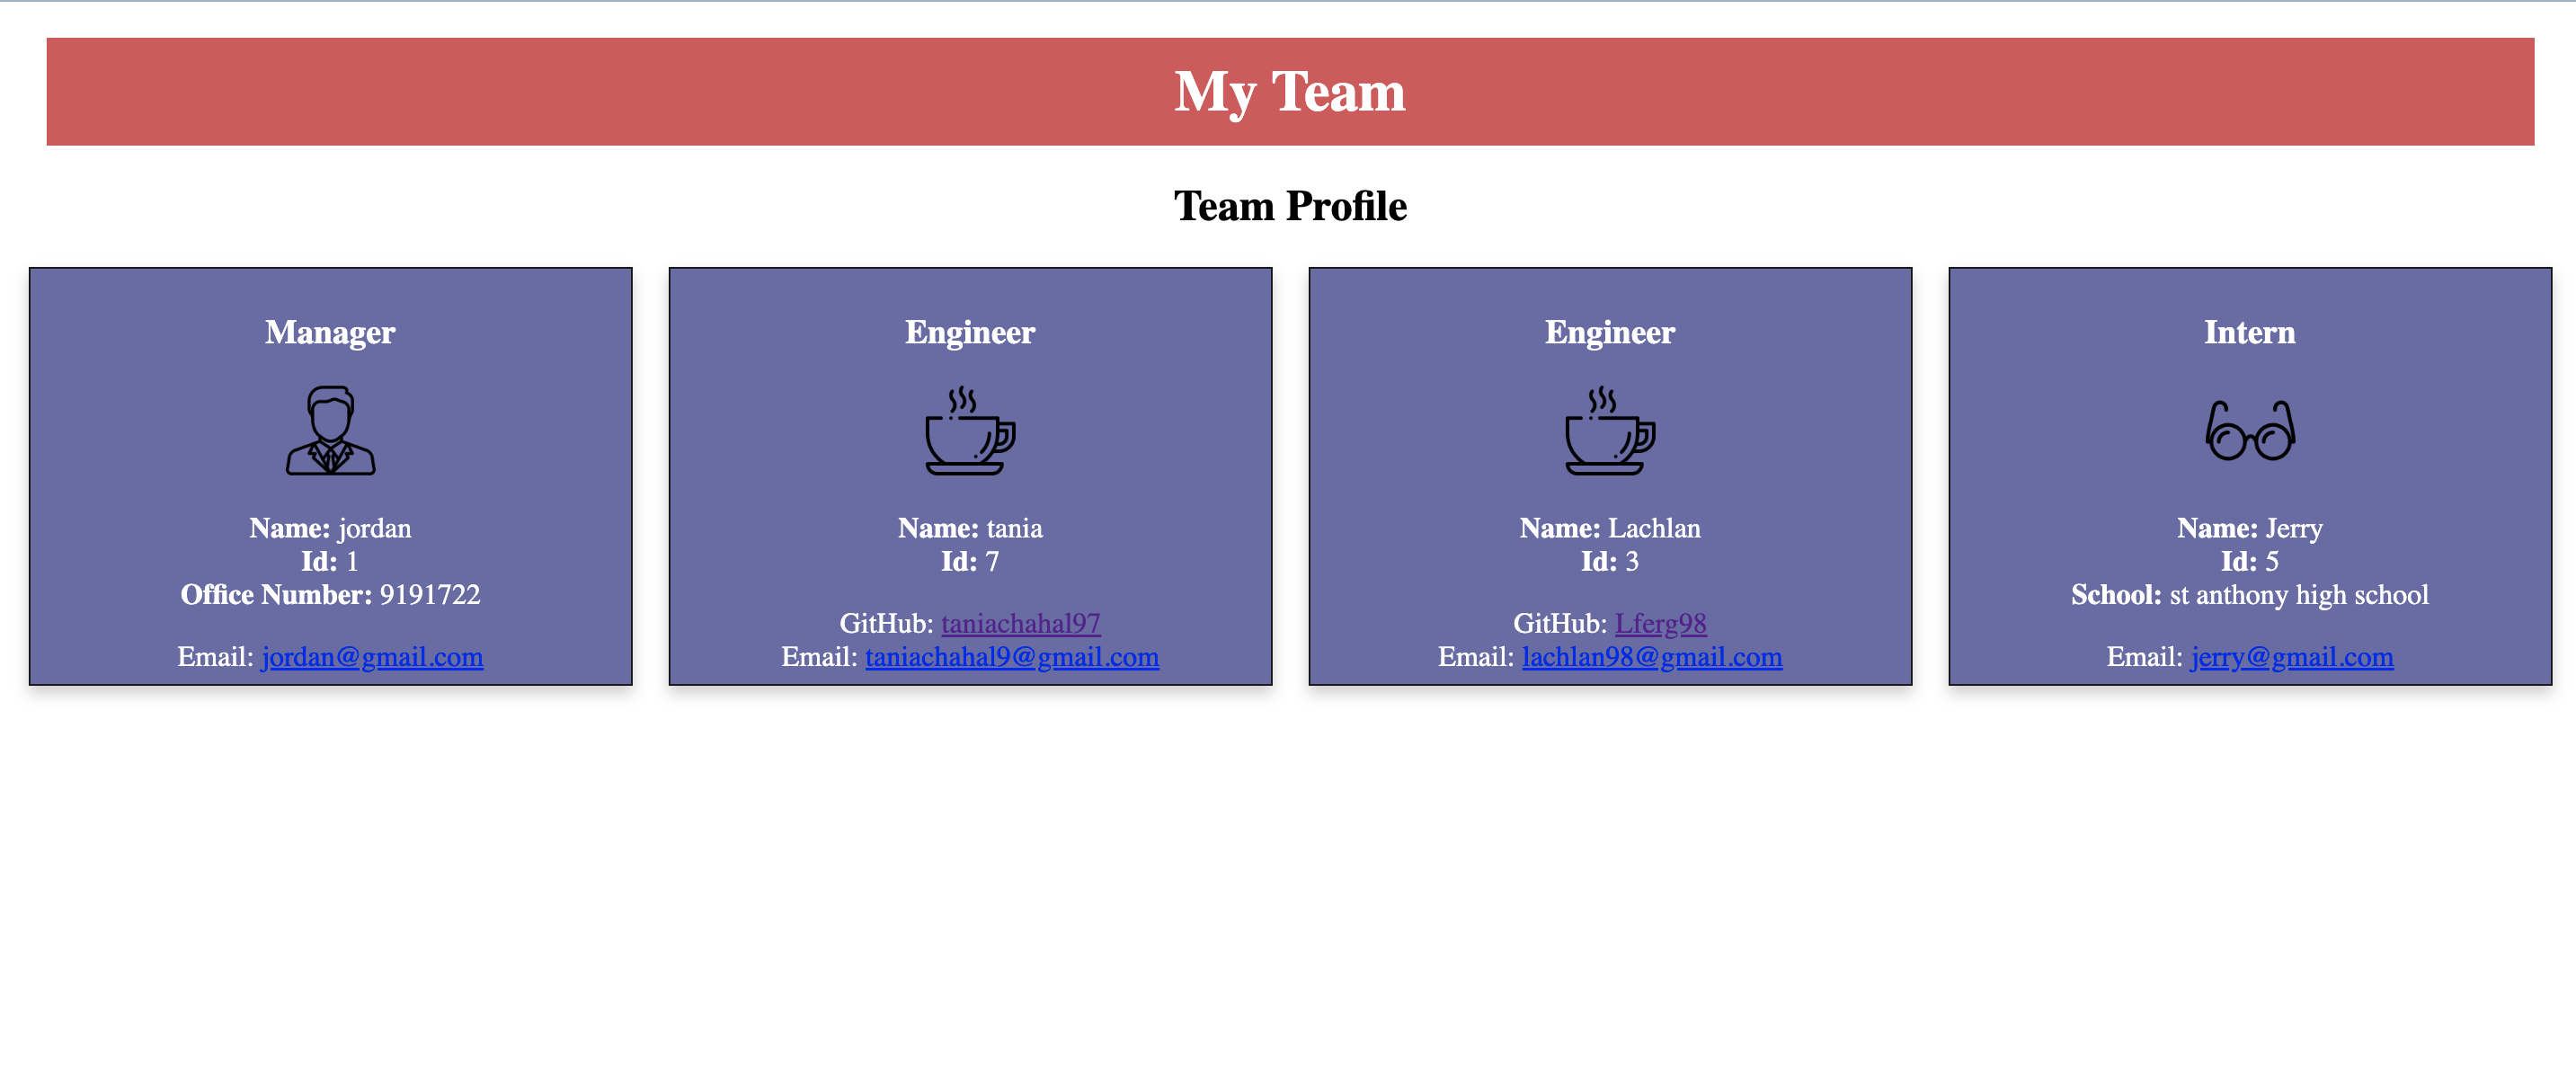 My Team
Team Profile
Manager
Name: jordan
Id: 1
Office Number: 9191722
Email: jordan@gmail.com
Engineer
Name: tania
Id: 7
GitHub: taniachahal97
Email: taniachahal9@gmail.com
Engineer
Name: Lachlan
Id: 3
GitHub: Lferg98
Email: lachlan98@gmail.com
Intern
Name: Jerry
Id: 5
School: st anthony high school
Email: jerry@gmail.com